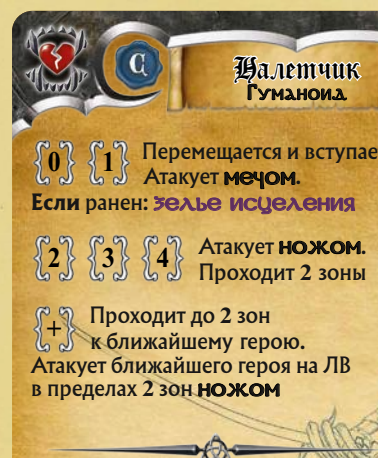 С
Налетчик
Гуманоид
{0} {1} Перемещается и вступае
Атакует мечом.
Если ранен: зелье исцеления
{2} {3} {4} Атакует ножом.
Проходит 2 зоны
{+} Проходит до 2 зон
к ближайшему герою.
Атакует ближайшего героя на ЛВ
в пределах 2 зон ножом